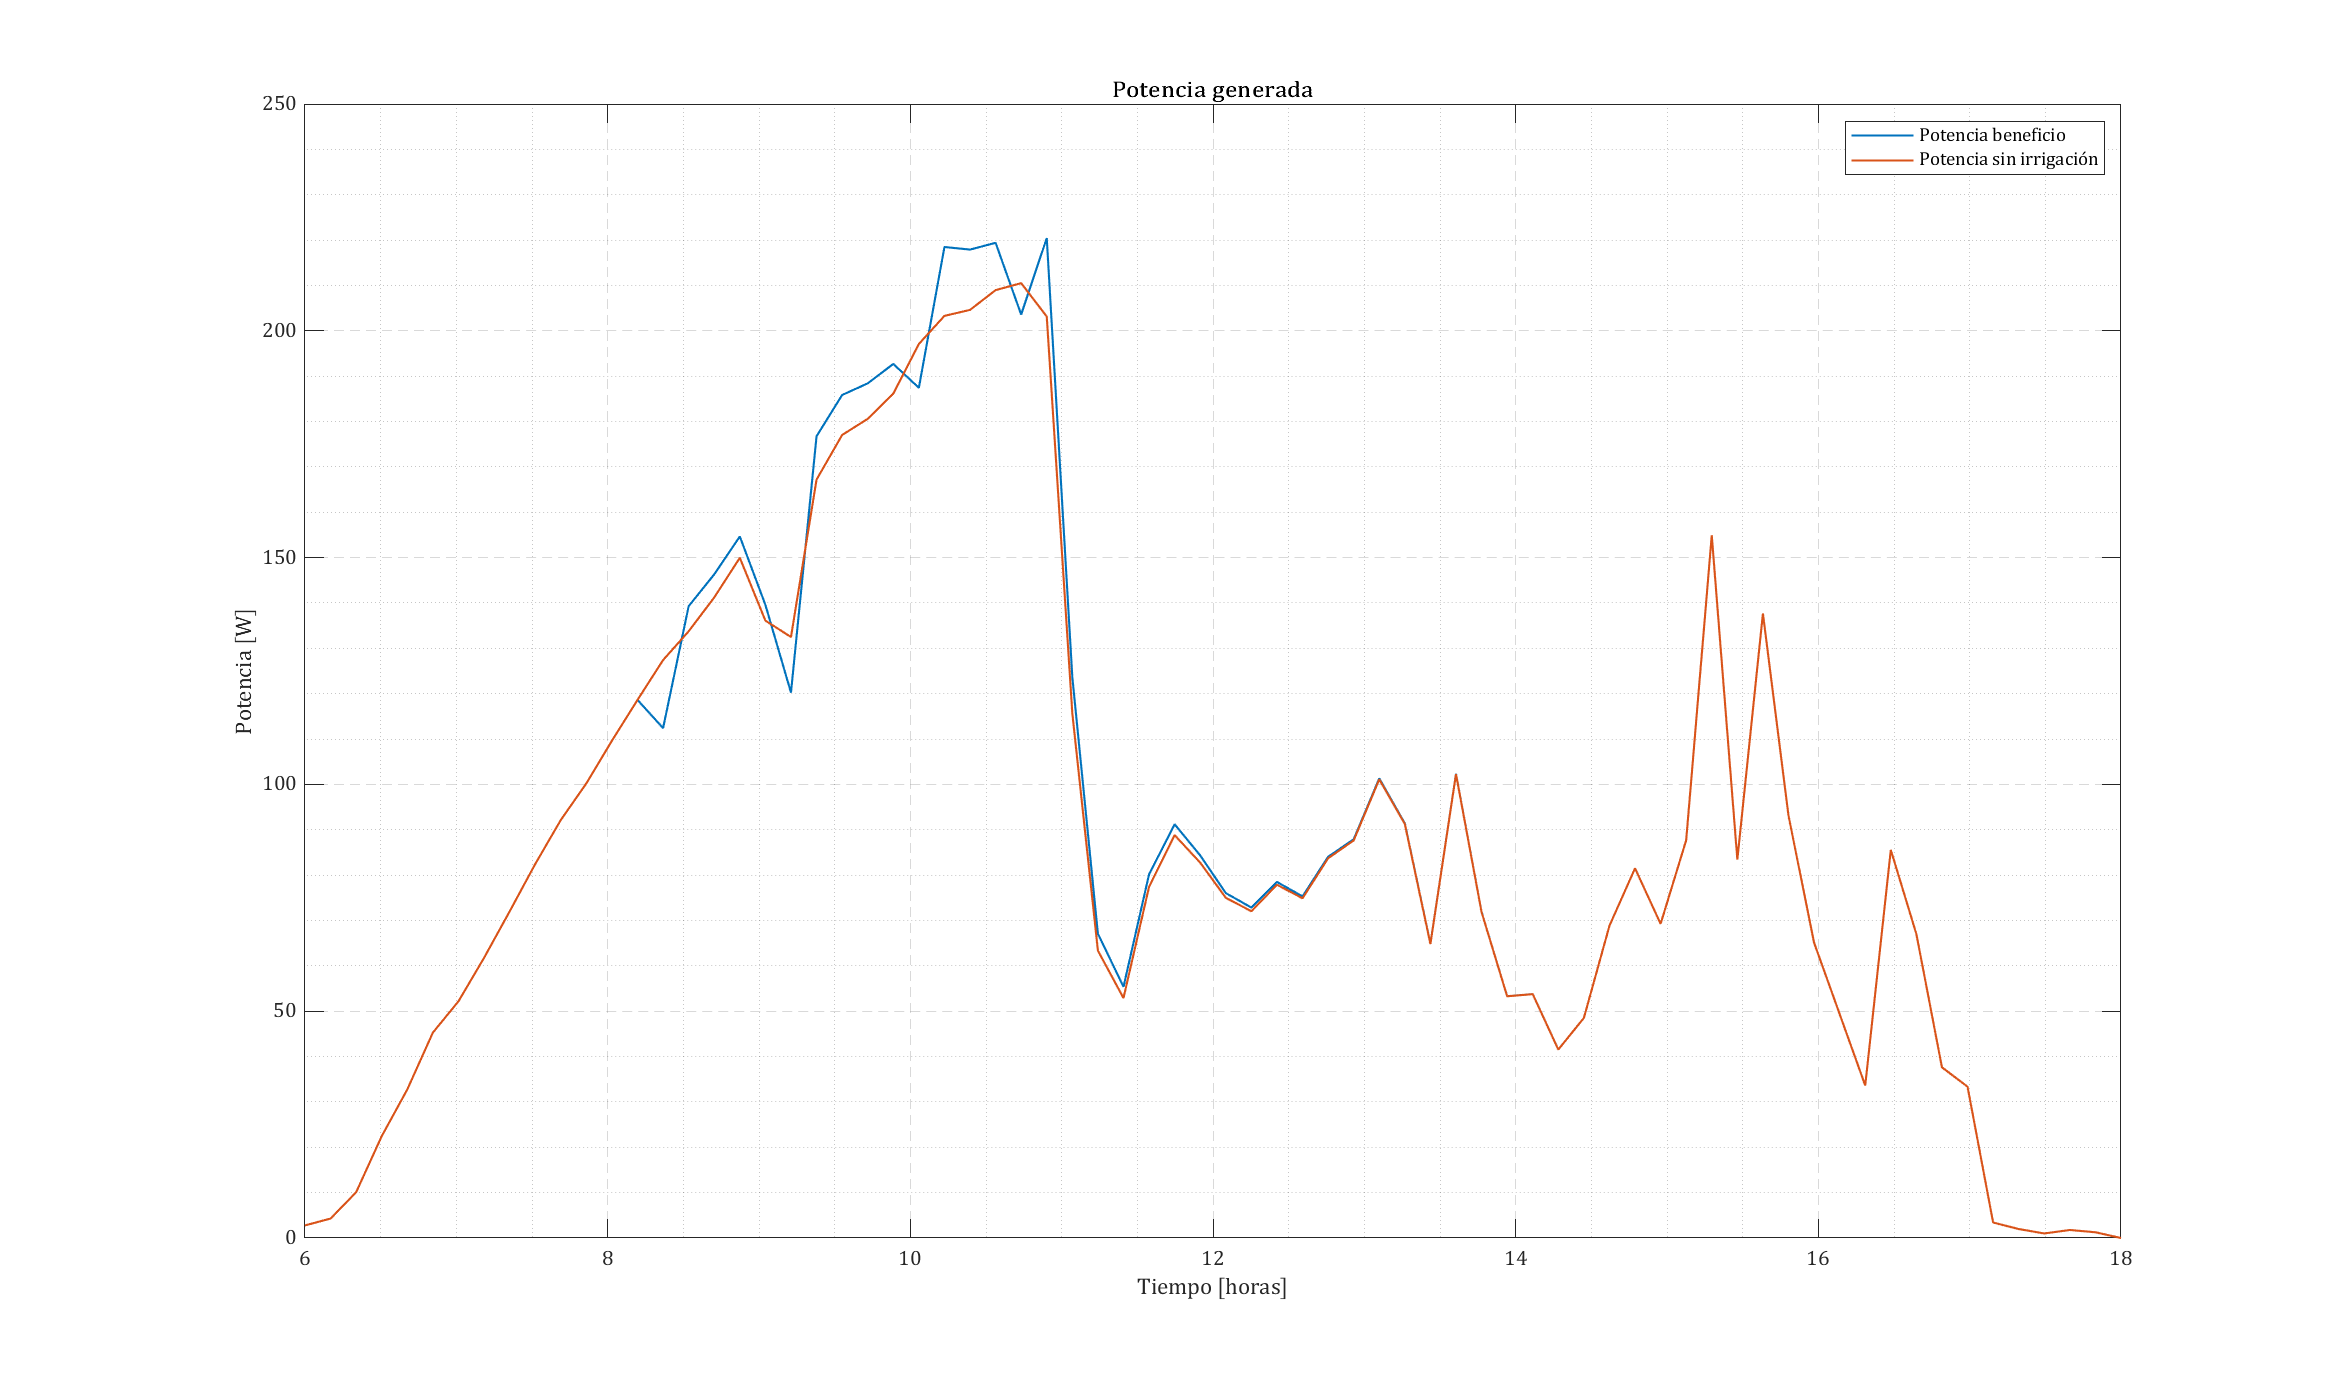 Potencia generada
Potencia beneficio
Potencia sin irrigación
250
200
150
100
50
0
Potencia [W]
6 8 10 12 14 16 18
Tiempo [horas]